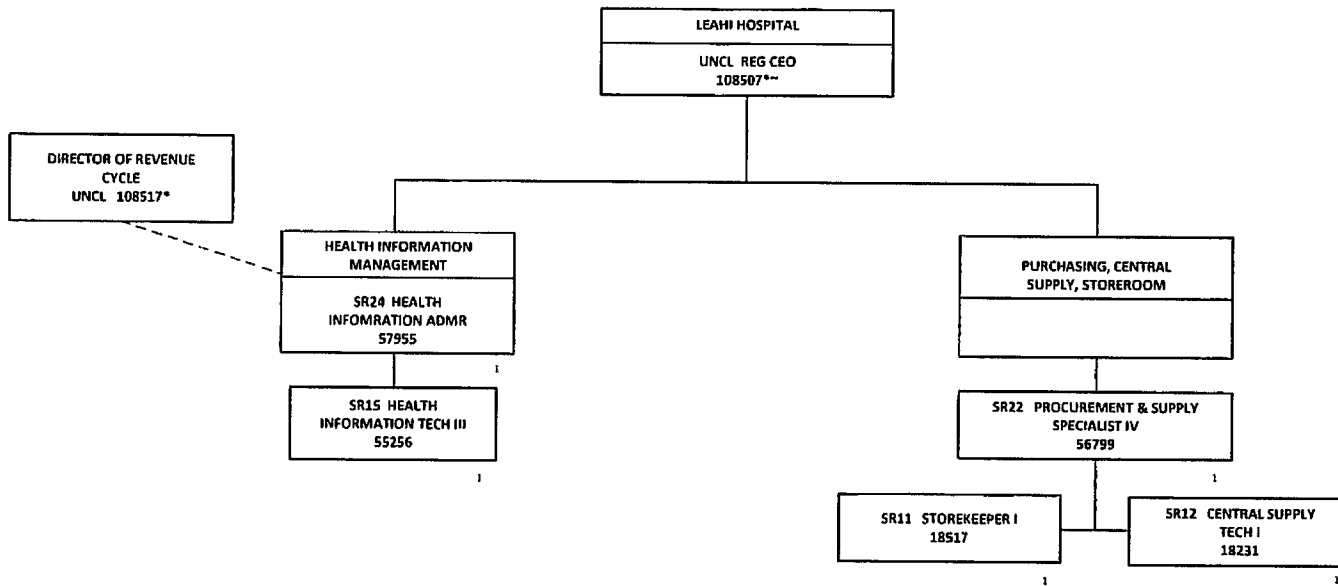 LEAHI HOSPITAL
UNCL REG CEO
108507*~
DIRECTOR OF REVENUE
CYCLE
UNCL 108517*
HEALTH INFORMATION
MANAGEMENT
SR24 HEALTH
INFOMRATION ADMR
57955
1
SR15 HEALTH
INFORMATION TECH III
55256
1
PURCHASING, CENTRAL
SUPPLY, STOREROOM
SR22 PROCUREMENT & SUPPLY
SPECIALIST IV
56799
1
SR11 STOREKEEPER I
18517
1
SR12 CENTRAL SUPPLY
TECH I
18231
1